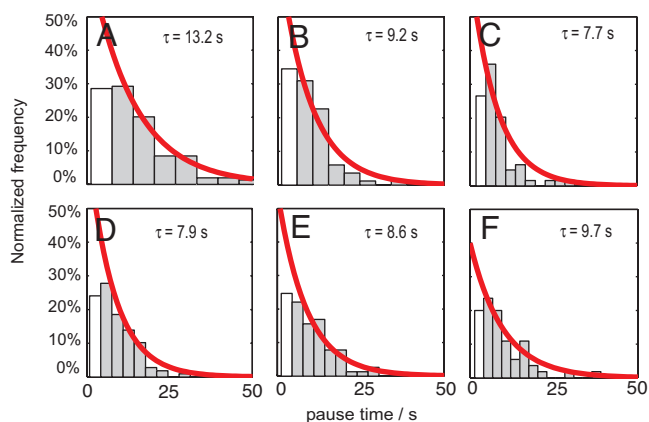 50% A τ = 13.2 s B τ = 9.2 s C τ = 7.7 s
40%
30%
20%
10%
0%
50% D τ = 7.9 s E τ = 8.6 s F τ = 9.7 s
40%
30%
20%
10%
0%
0 25 50 0 25 50 0 25 50
pause time / s
Normalized frequency